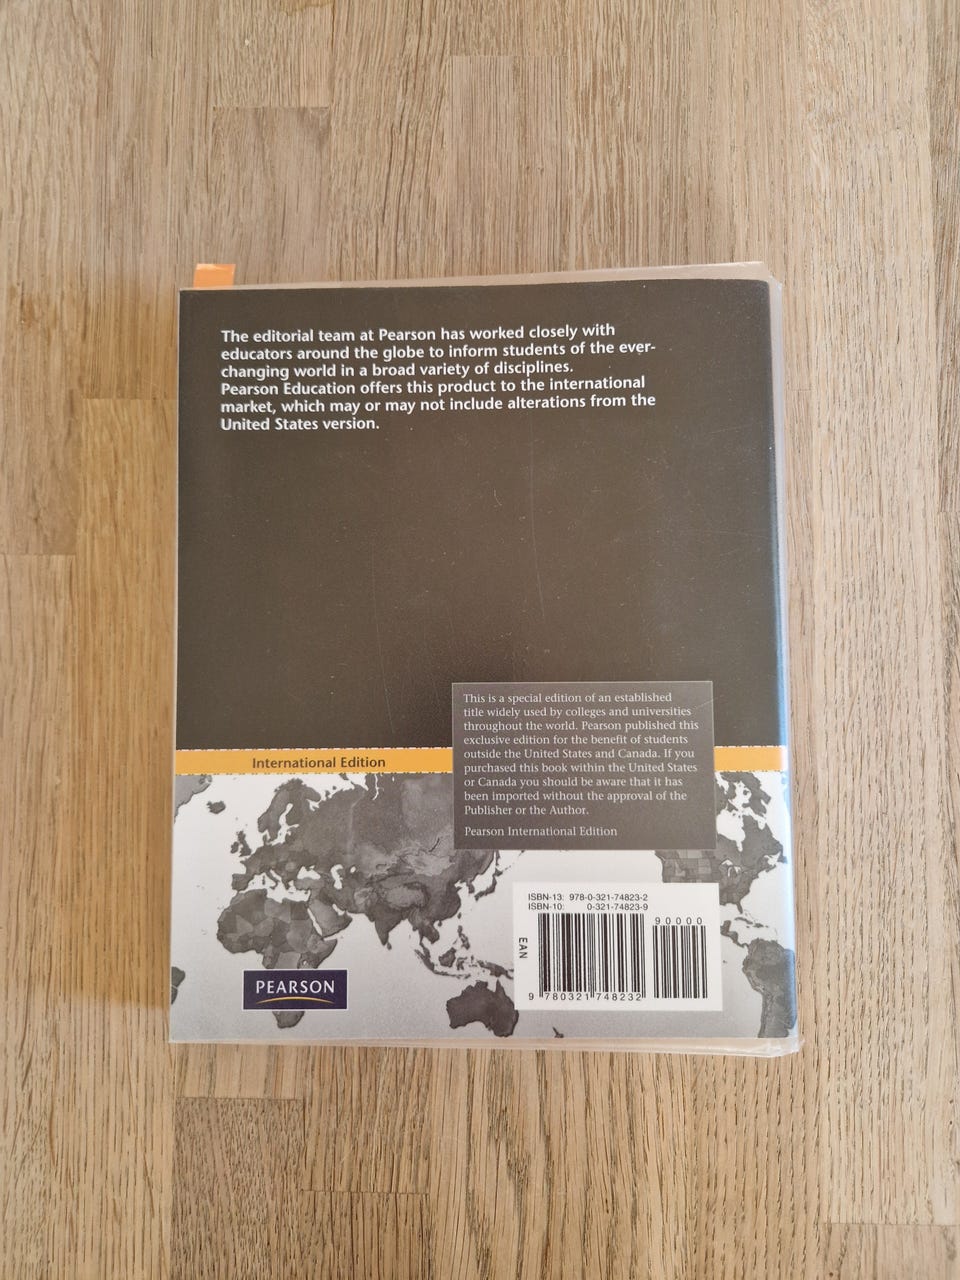 The editorial team at Pearson has worked closely with
educators around the globe to inform students of the ever-
changing world in a broad variety of disciplines.
Pearson Education offers this product to the international
market, which may or may not include alterations from the
United States version.
This is a special edition of an established
title widely used by colleges and universities
throughout the world. Pearson published this
exclusive edition for the benefit of students
outside the United States and Canada. If you
purchased this book within the United States
or Canada you should be aware that it has
been imported without the approval of the
Publisher or the Author.
Pearson International Edition
International Edition
ISBN-13: 978-0-321-74823-2
ISBN-10: 0-321-74823-9
90000
EAN
9 780321 748232
PEARSON